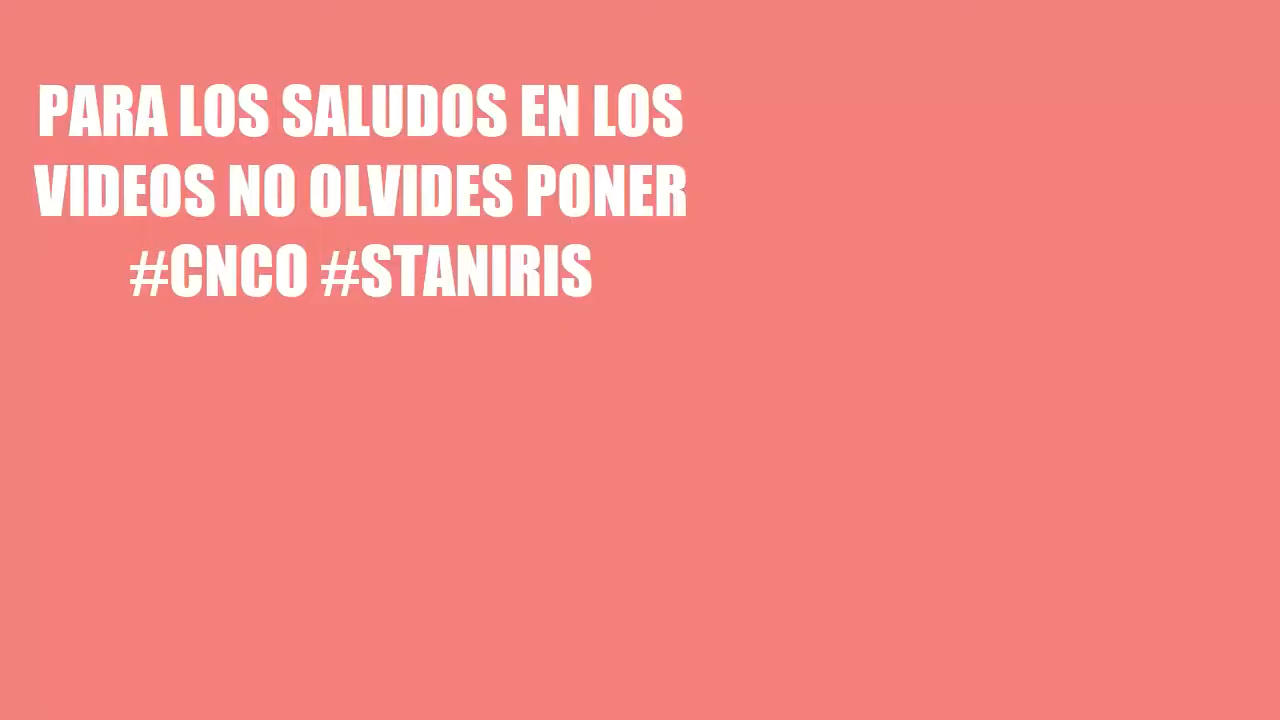 PARA LOS SALUDOS EN LOS
VIDEOS NO OLVIDES PONER
#CNCO #STANIRIS